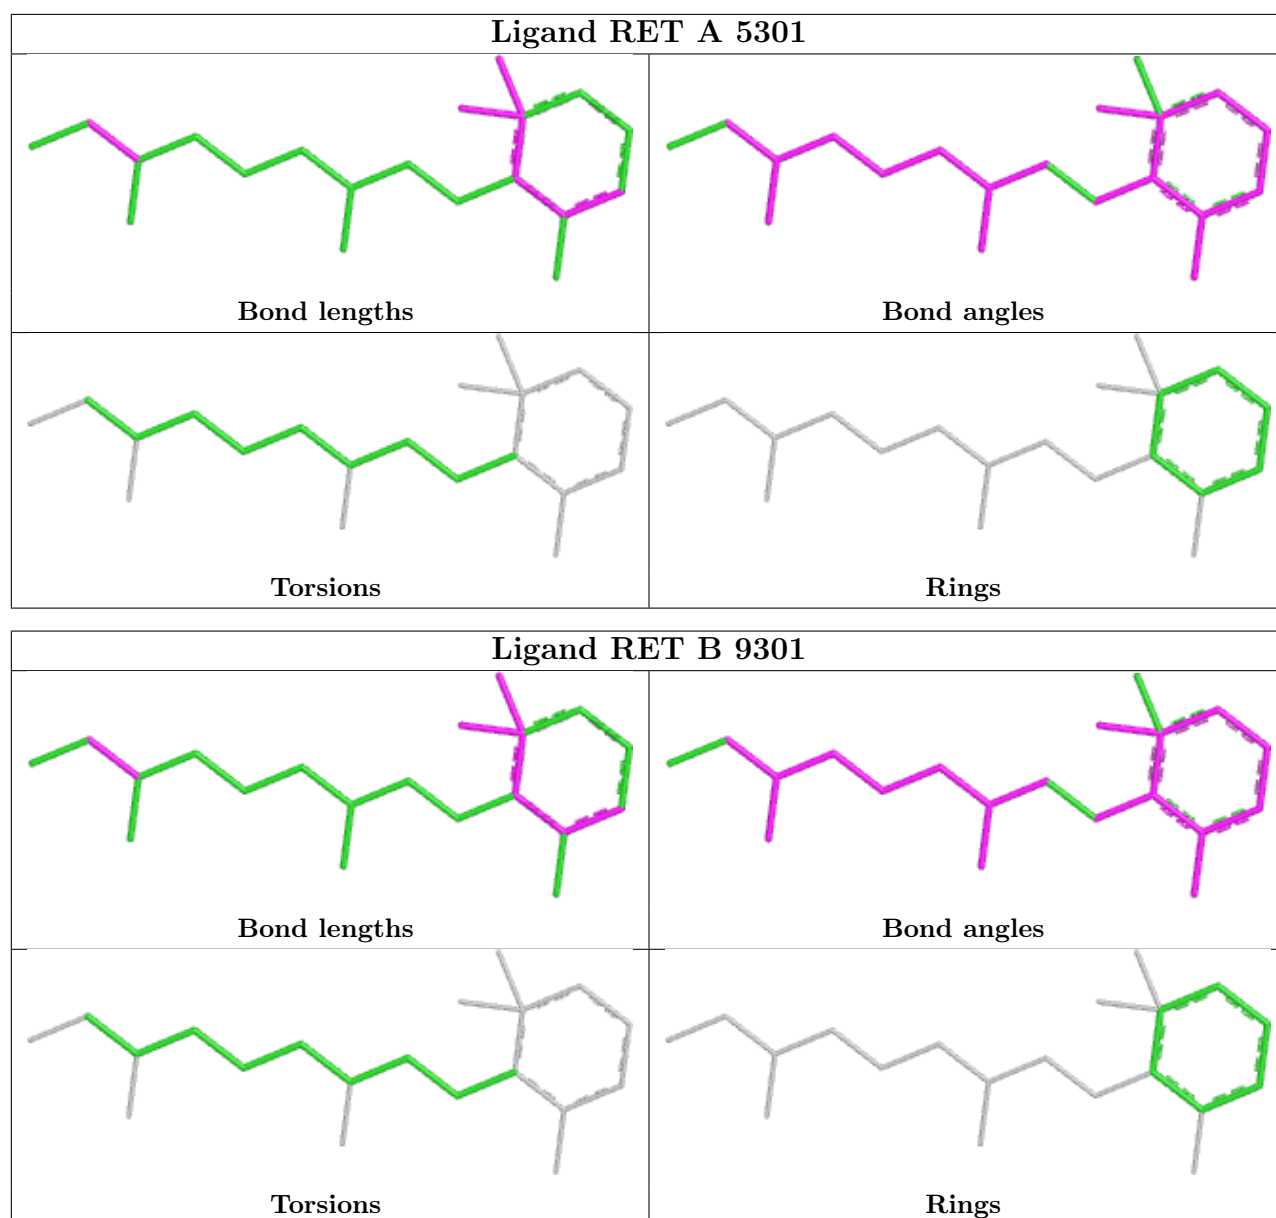 Ligand RET A 5301
Bond lengths
Bond angles
Torsions
Rings
Ligand RET B 9301
Bond lengths
Bond angles
Torsions
Rings